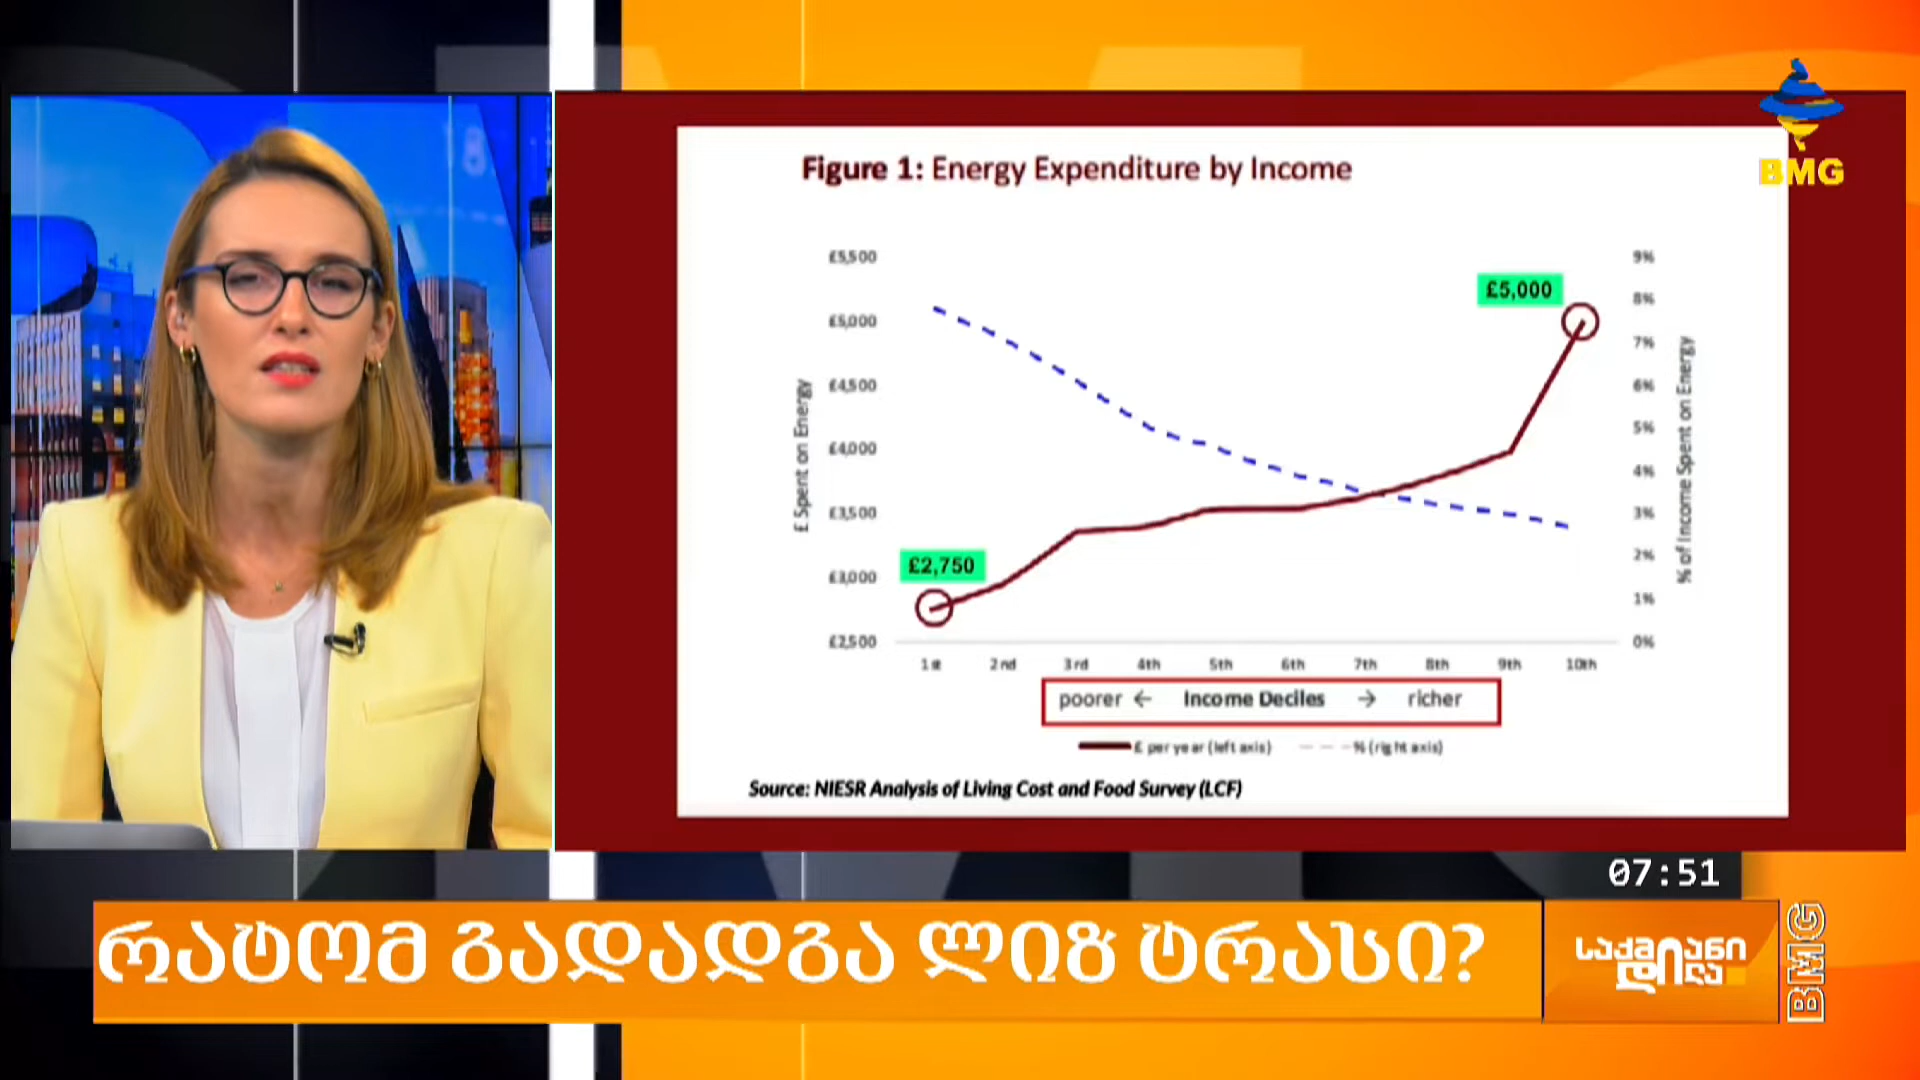 BMG
Figure 1: Energy Expenditure by Income
£5,500
£5,000
£4,500
£4,000
£3,500
£3,000
£2,500
£ Spent on Energy
9%
8%
7%
6%
5%
4%
3%
2%
1%
0%
% of Income Spent on Energy
£5,000
£2,750
1st 2nd 3rd 4th 5th 6th 7th 8th 9th 10th
poorer ← Income Deciles → richer
£ per year (left axis) % (right axis)
Source: NIESR Analysis of Living Cost and Food Survey (LCF)
07:51
რატომ გადადგა ლიზ ტრასი?
საქმიანი
დილა
BMG